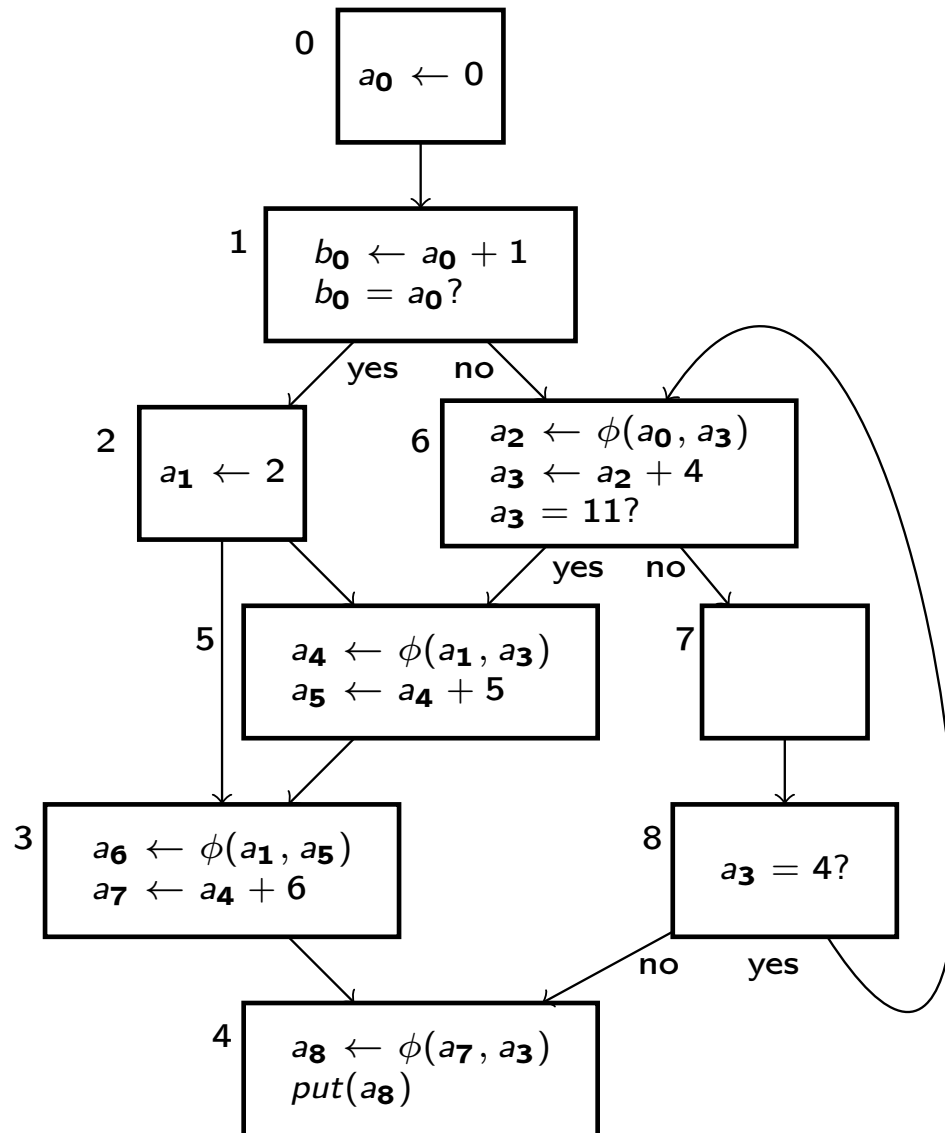 0
a₀ ← 0
1
b₀ ← a₀ + 1
b₀ = a₀?
yes no
2
a₁ ← 2
6
a₂ ← ϕ(a₀, a₃)
a₃ ← a₂ + 4
a₃ = 11?
yes no
5
a₄ ← ϕ(a₁, a₃)
a₅ ← a₄ + 5
7
3
a₆ ← ϕ(a₁, a₅)
a₇ ← a₄ + 6
8
a₃ = 4?
no yes
4
a₈ ← ϕ(a₇, a₃)
put(a₈)